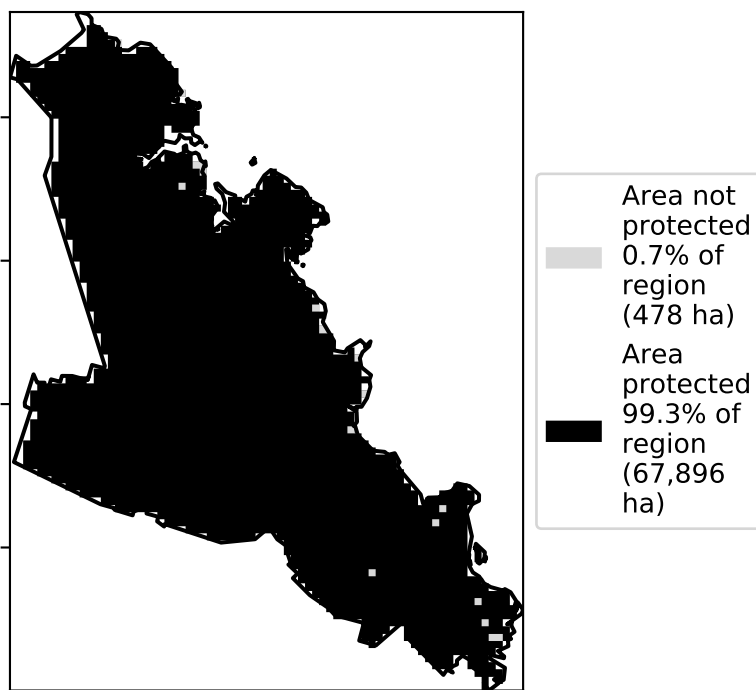 Area not
protected
0.7% of
region
(478 ha)
Area
protected
99.3% of
region
(67,896
ha)